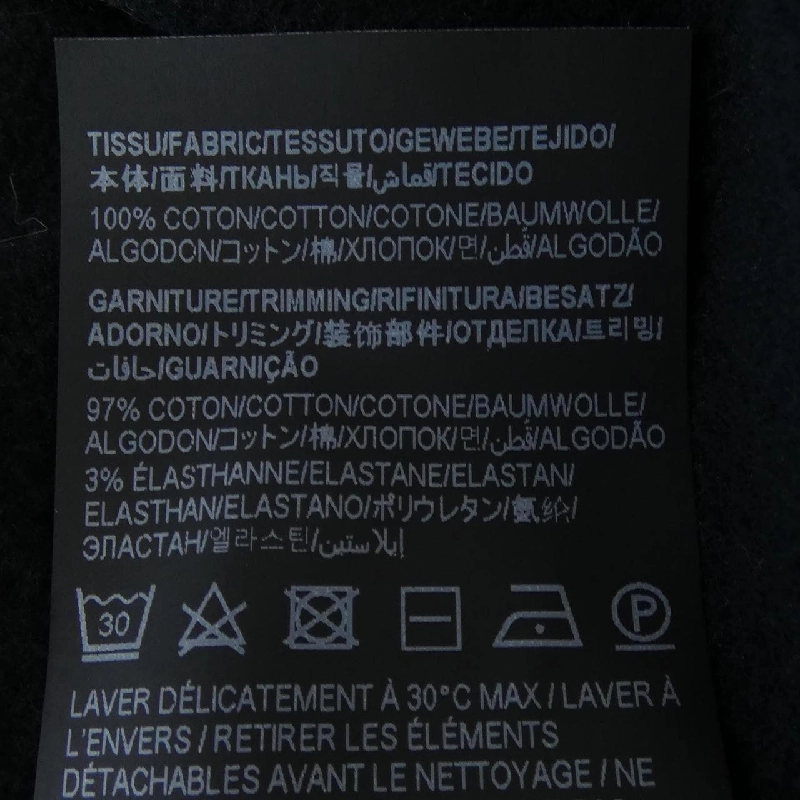 TISSU/FABRIC/TESSUTO/GEWEBE/TEJIDO/
本体/面料/ТКАНЬ/직물/قماش/TECIDO
100% COTON/COTTON/COTONE/BAUMWOLLE/
ALGODON/コットン/棉/ХЛОПОК/면/قطن/ALGODÃO
GARNITURE/TRIMMING/RIFINITURA/BESATZ/
ADORNO/トリミング/装饰部件/ОТДЕЛКА/트리밍/
حافات/GUARNIÇÃO
97% COTON/COTTON/COTONE/BAUMWOLLE/
ALGODON/コットン/棉/ХЛОПОК/면/قطن/ALGODÃO
3% ÉLASTHANNE/ELASTANE/ELASTAN/
ELASTHAN/ELASTANO/ポリウレタン/氨纶/
ЭЛАСТАН/엘라스틴/إيلاستين
30 P
LAVER DÉLICATEMENT À 30°C MAX / LAVER À
L'ENVERS / RETIRER LES ÉLÉMENTS
DÉTACHABLES AVANT LE NETTOYAGE / NE